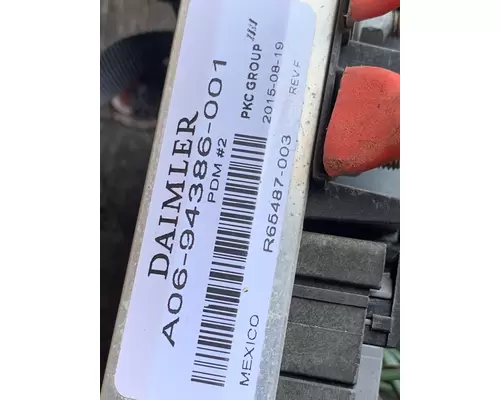 DAIMLER
A06-94386-001
PDM #2
PKC GROUP
2015-08-19
REV.F
R65487-003
MEXICO